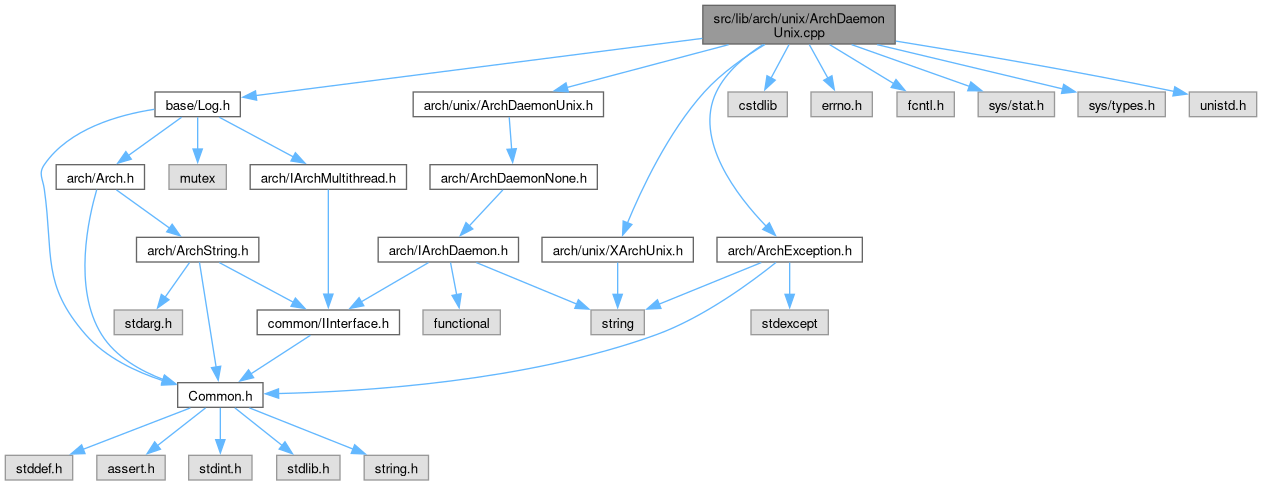 src/lib/arch/unix/ArchDaemon
Unix.cpp
base/Log.h
arch/unix/ArchDaemonUnix.h
cstdlib
errno.h
fcntl.h
sys/stat.h
sys/types.h
unistd.h
arch/Arch.h
mutex
arch/IArchMultithread.h
arch/ArchDaemonNone.h
arch/ArchString.h
arch/IArchDaemon.h
arch/unix/XArchUnix.h
arch/ArchException.h
stdarg.h
common/IInterface.h
functional
string
stdexcept
Common.h
stddef.h
assert.h
stdint.h
stdlib.h
string.h